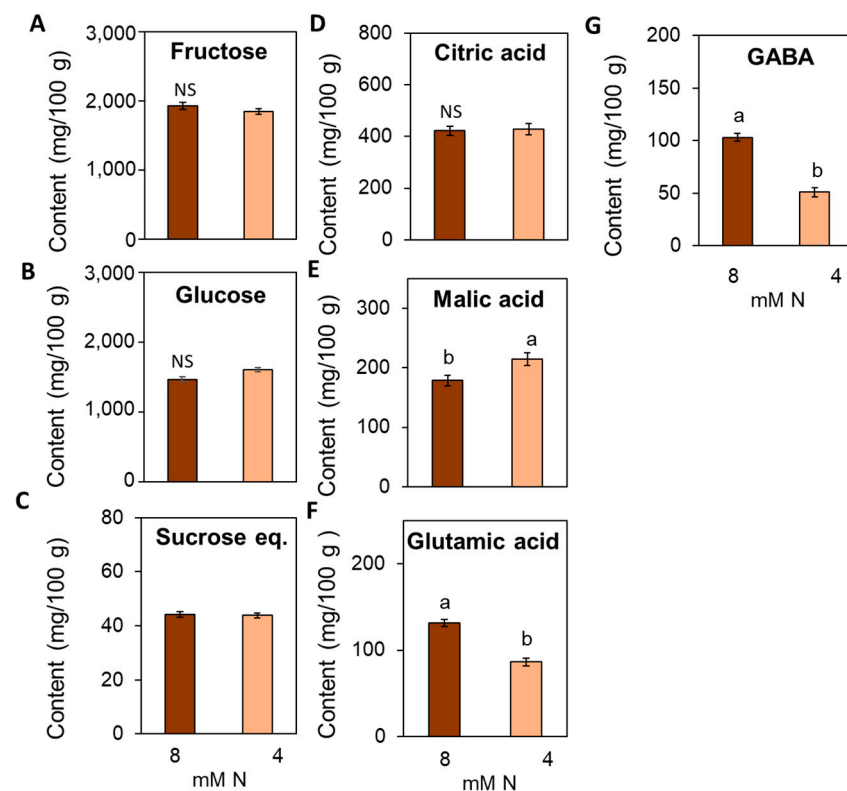 A
Fructose
Content (mg/100 g)
3,000
2,000
1,000
0
NS
B
Glucose
Content (mg/100 g)
3,000
2,000
1,000
0
NS
C
Sucrose eq.
Content (mg/100 g)
80
60
40
20
0
8
4
mM N
D
Citric acid
Content (mg/100 g)
800
600
400
200
0
NS
E
Malic acid
Content (mg/100 g)
300
200
100
0
b
a
F
Glutamic acid
Content (mg/100 g )
200
100
0
a
b
8
4
mM N
G
GABA
Content (mg/100 g)
200
150
100
50
0
a
b
8
4
mM N